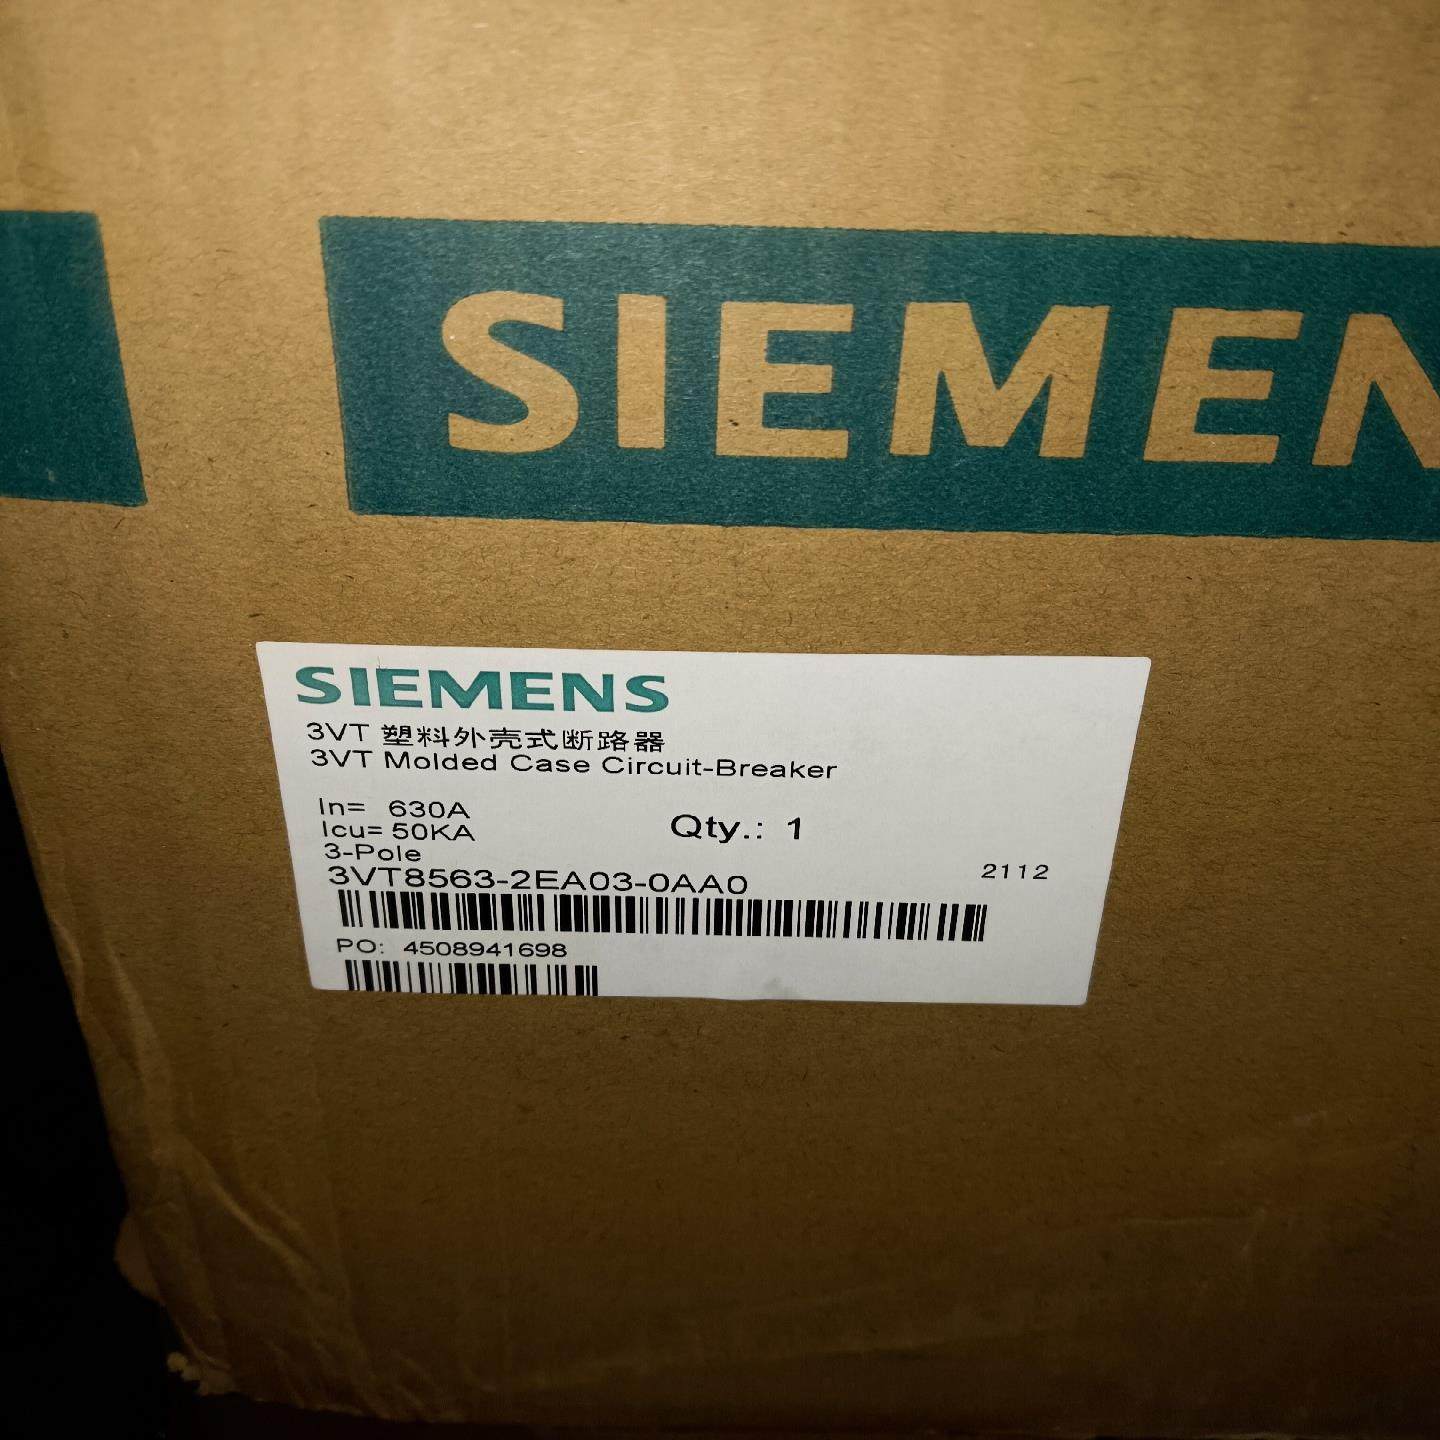 SIEMEN
SIEMENS
3VT 塑料外壳式断路器
3VT Molded Case Circuit-Breaker
In= 630A
Icu= 50KA
Qty.: 1
3-Pole
3VT8563-2EA03-0AA0
2112
PO: 4508941698